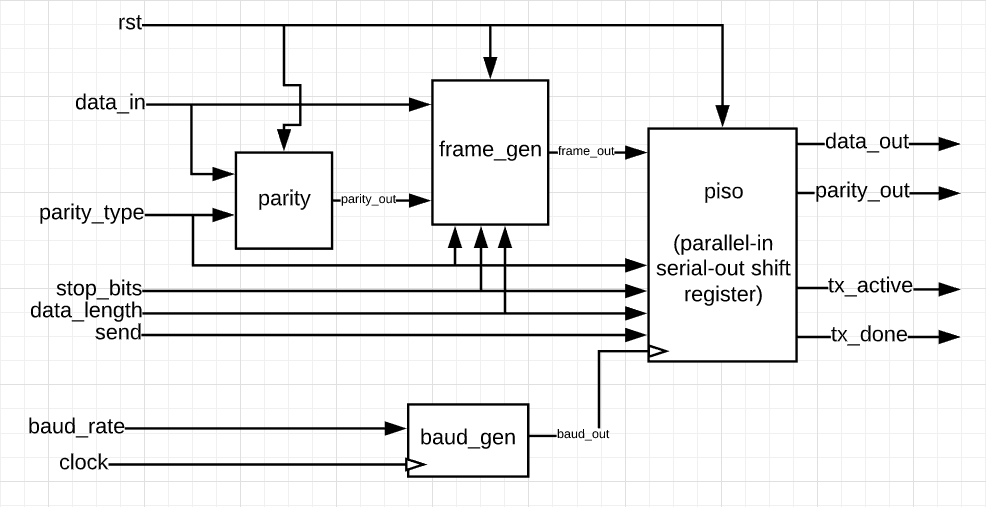 rst
data_in
frame_gen
frame_out
data_out
parity
parity_out
piso
parity_out
parity_type
(parallel-in
serial-out shift
register)
stop_bits
tx_active
data_length
send
tx_done
baud_rate
baud_gen
baud_out
clock